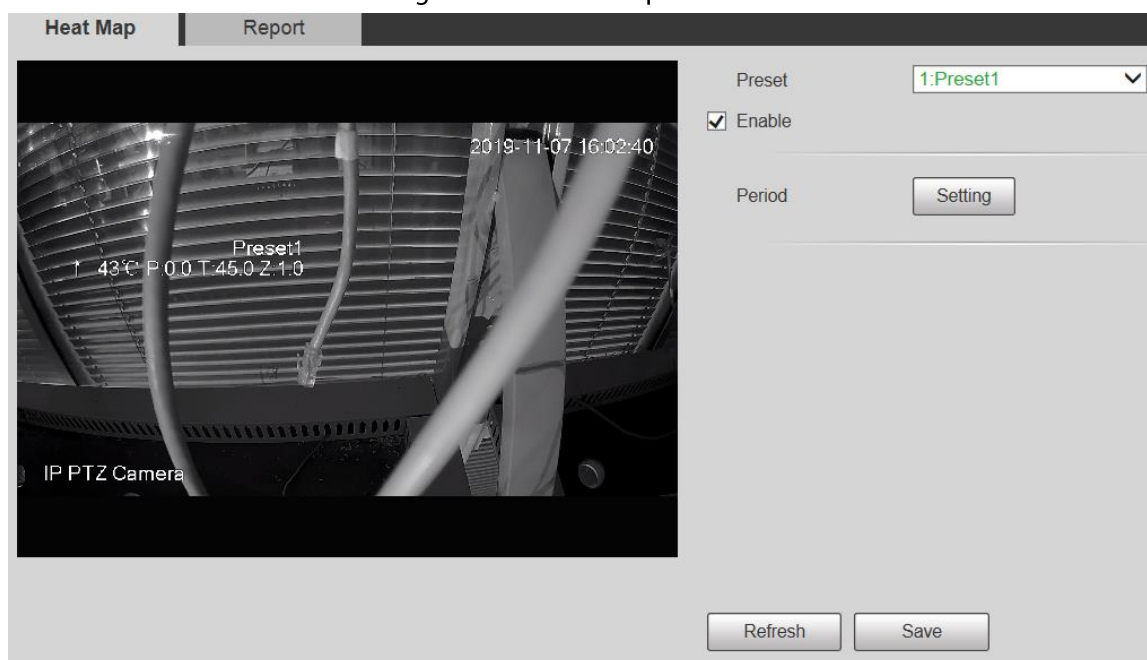 Heat Map
Report
Preset
1:Preset1
Enable
2019-11-07 16:02:40
Period
Setting
Preset1
↑ 43℃ P:0.0 T:45.0 Z:1.0
IP PTZ Camera
Refresh
Save